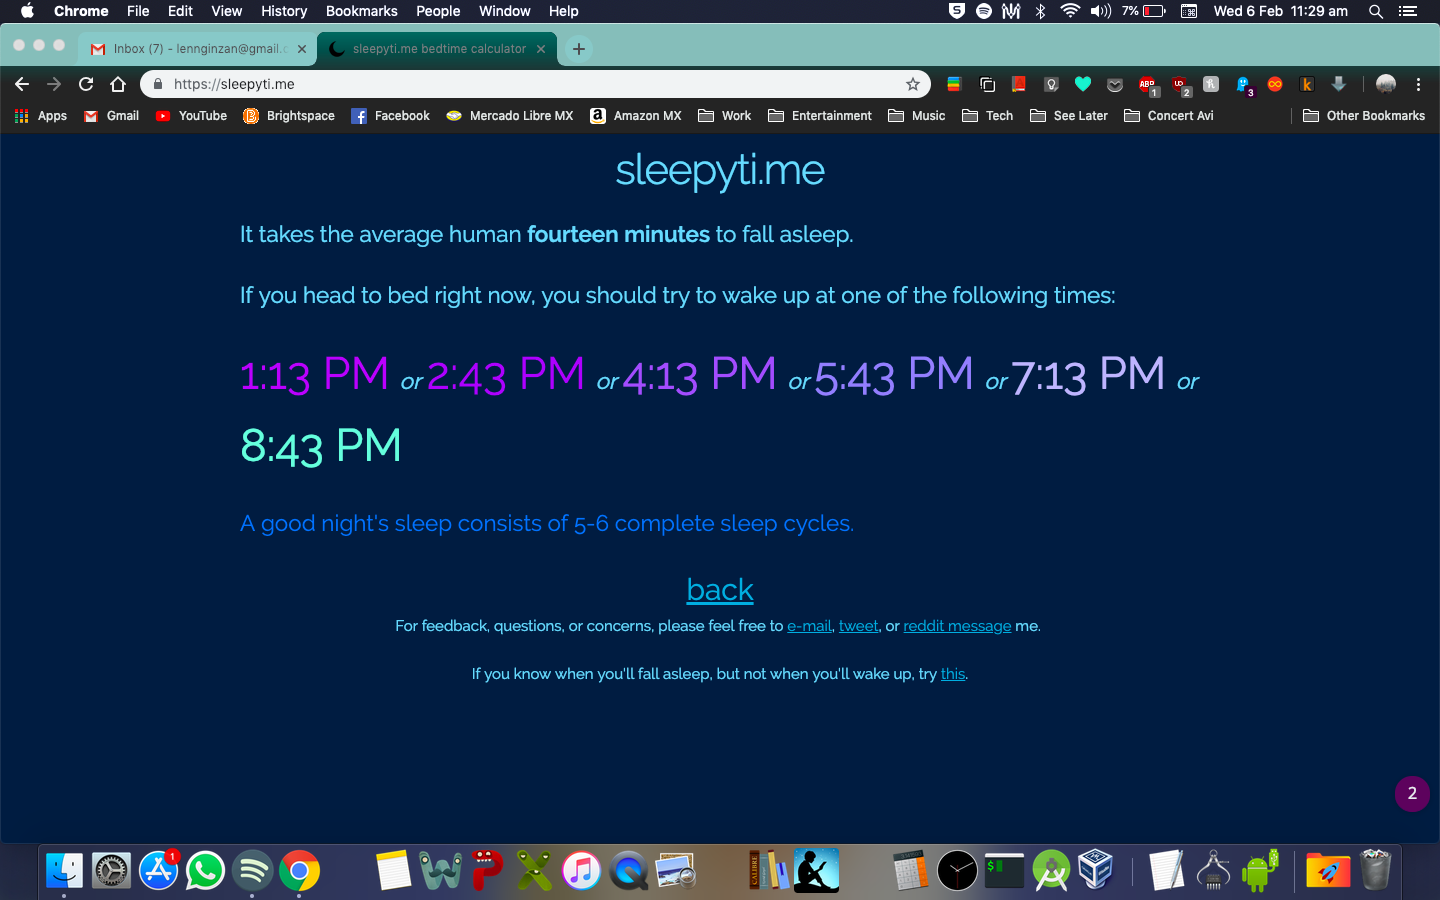 Chrome File Edit View History Bookmarks People Window Help 7% Wed 6 Feb 11:29 am
Inbox (7) - lennginzan@gmail.c sleepyti.me bedtime calculator
https://sleepyti.me
Apps Gmail YouTube Brightspace Facebook Mercado Libre MX Amazon MX Work Entertainment Music Tech See Later Concert Avi Other Bookmarks
sleepyti.me
It takes the average human fourteen minutes to fall asleep.
If you head to bed right now, you should try to wake up at one of the following times:
1:13 PM or 2:43 PM or 4:13 PM or 5:43 PM or 7:13 PM or
8:43 PM
A good night's sleep consists of 5-6 complete sleep cycles.
back
For feedback, questions, or concerns, please feel free to e-mail, tweet, or reddit message me.
If you know when you'll fall asleep, but not when you'll wake up, try this.
2